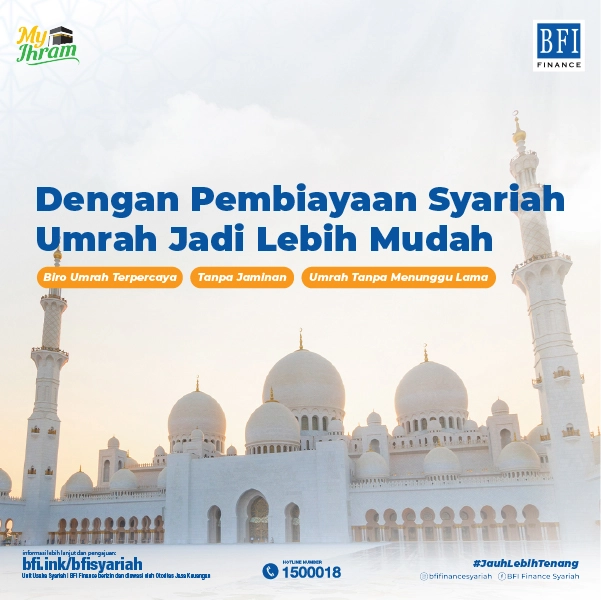 My Ihram
BFI
FINANCE
Dengan Pembiayaan Syariah
Umrah Jadi Lebih Mudah
Biro Umrah Terpercaya
Tanpa Jaminan
Umrah Tanpa Menunggu Lama
informasi lebih lanjut dan pengajuan:
bfi.ink/bfisyariah
Unit Usaha Syariah | BFI Finance berizin dan diawasi oleh Otoritas Jasa Keuangan
HOTLINE NUMBER
1500018
#JauhLebihTenang
bfifinancesyariah
BFI Finance Syariah